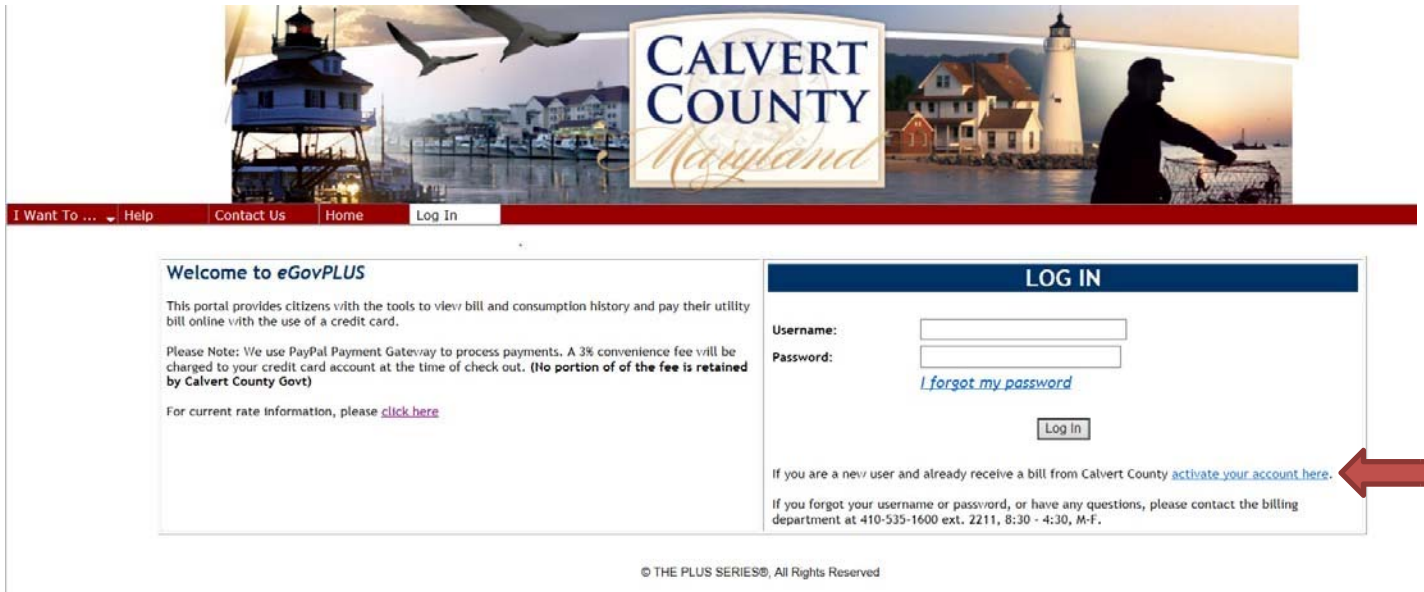 CALVERT
COUNTY
Maryland
I Want To ... Help Contact Us Home Log In
Welcome to eGovPLUS
This portal provides citizens with the tools to view bill and consumption history and pay their utility
bill online with the use of a credit card.
Please Note: We use PayPal Payment Gateway to process payments. A 3% convenience fee will be
charged to your credit card account at the time of check out. (No portion of of the fee is retained
by Calvert County Govt)
For current rate information, please click here
LOG IN
Username:
Password:
I forgot my password
Log In
If you are a new user and already receive a bill from Calvert County activate your account here.
If you forgot your username or password, or have any questions, please contact the billing
department at 410-535-1600 ext. 2211, 8:30 - 4:30, M-F.
© THE PLUS SERIES®, All Rights Reserved